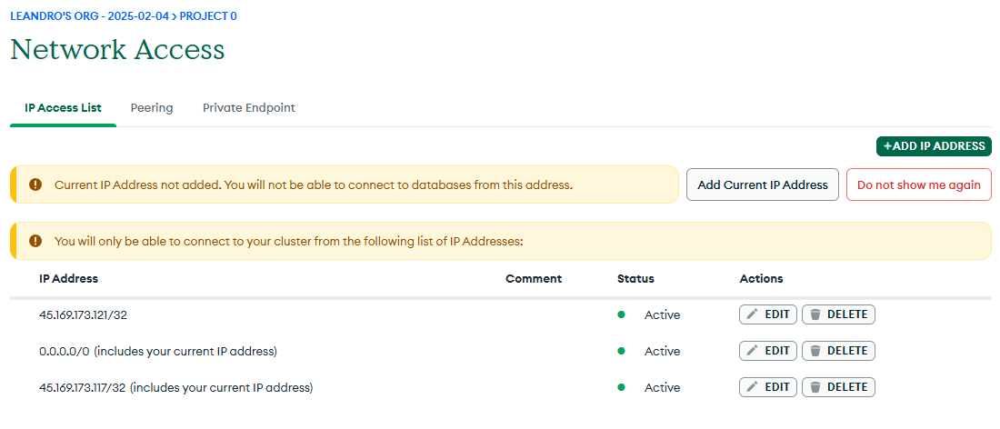 LEANDRO'S ORG - 2025-02-04 > PROJECT 0
Network Access
IP Access List Peering Private Endpoint
+ADD IP ADDRESS
Current IP Address not added. You will not be able to connect to databases from this address. Add Current IP Address Do not show me again
You will only be able to connect to your cluster from the following list of IP Addresses:
IP Address Comment Status Actions
45.169.173.121/32 Active EDIT DELETE
0.0.0.0/0 (includes your current IP address) Active EDIT DELETE
45.169.173.117/32 (includes your current IP address) Active EDIT DELETE